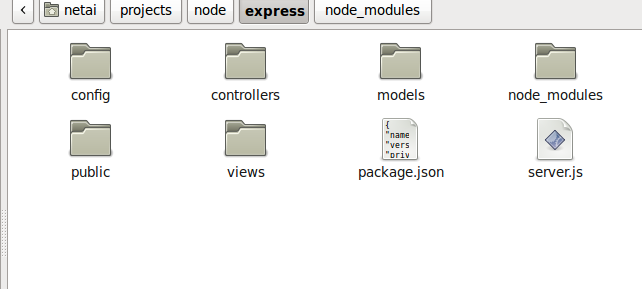 netai projects node express node_modules
config controllers models node_modules
{
"name
"vers
"priv
public views package.json server.js